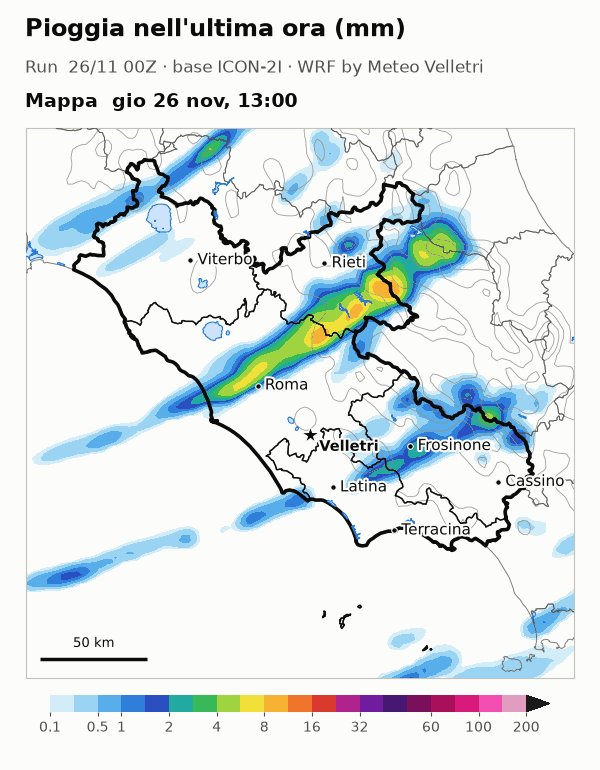 Pioggia nell'ultima ora (mm)
Run 26/11 00Z · base ICON-2I · WRF by Meteo Velletri
Mappa gio 26 nov, 13:00
Viterbo
Rieti
Roma
Velletri
Frosinone
Latina
Cassino
Terracina
50 km
0.1 0.5 1 2 4 8 16 32 60 100 200